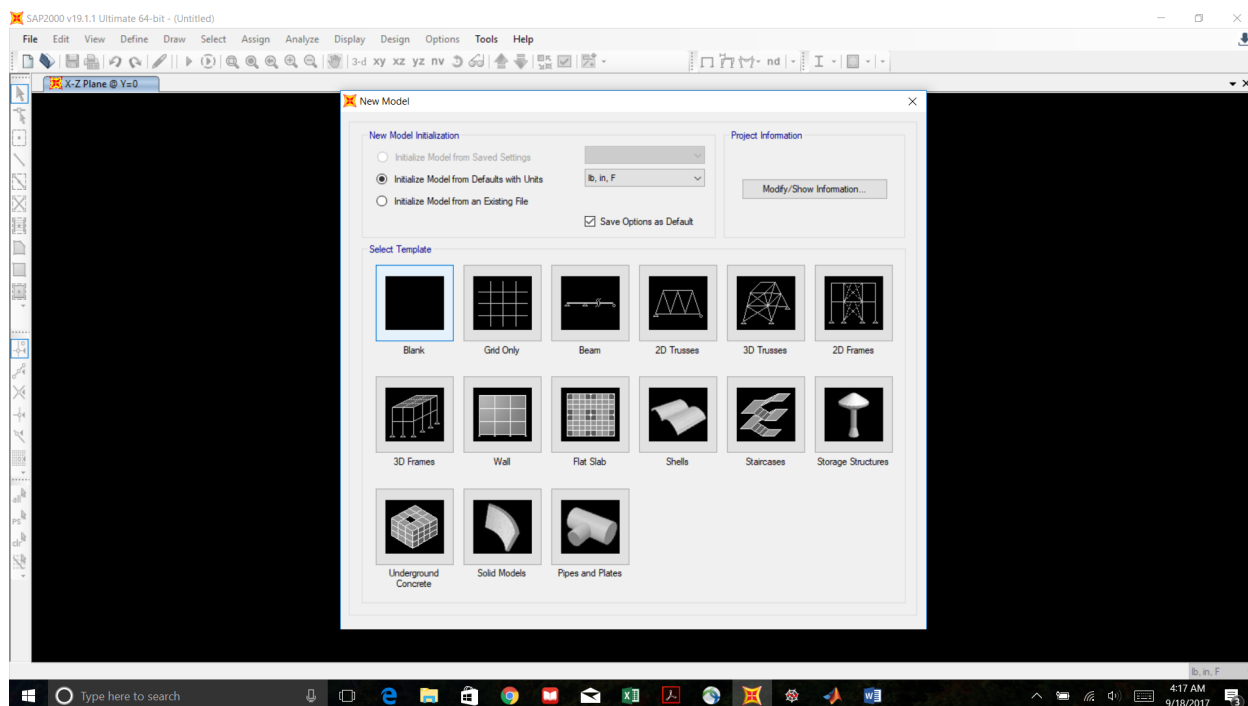 SAP2000 v19.1.1 Ultimate 64-bit - (Untitled)
File Edit View Define Draw Select Assign Analyze Display Design Options Tools Help
3-d xy xz yz nv nd
X-Z Plane @ Y=0
New Model
New Model Initialization
Project Information
Initialize Model from Saved Settings
Initialize Model from Defaults with Units
lb, in, F
Modify/Show Information...
Initialize Model from an Existing File
Save Options as Default
Select Template
Blank
Grid Only
Beam
2D Trusses
3D Trusses
2D Frames
3D Frames
Wall
Flat Slab
Shells
Staircases
Storage Structures
Underground
Concrete
Solid Models
Pipes and Plates
all
PS
clr
lb, in, F
Type here to search
4:17 AM
9/18/2017
3